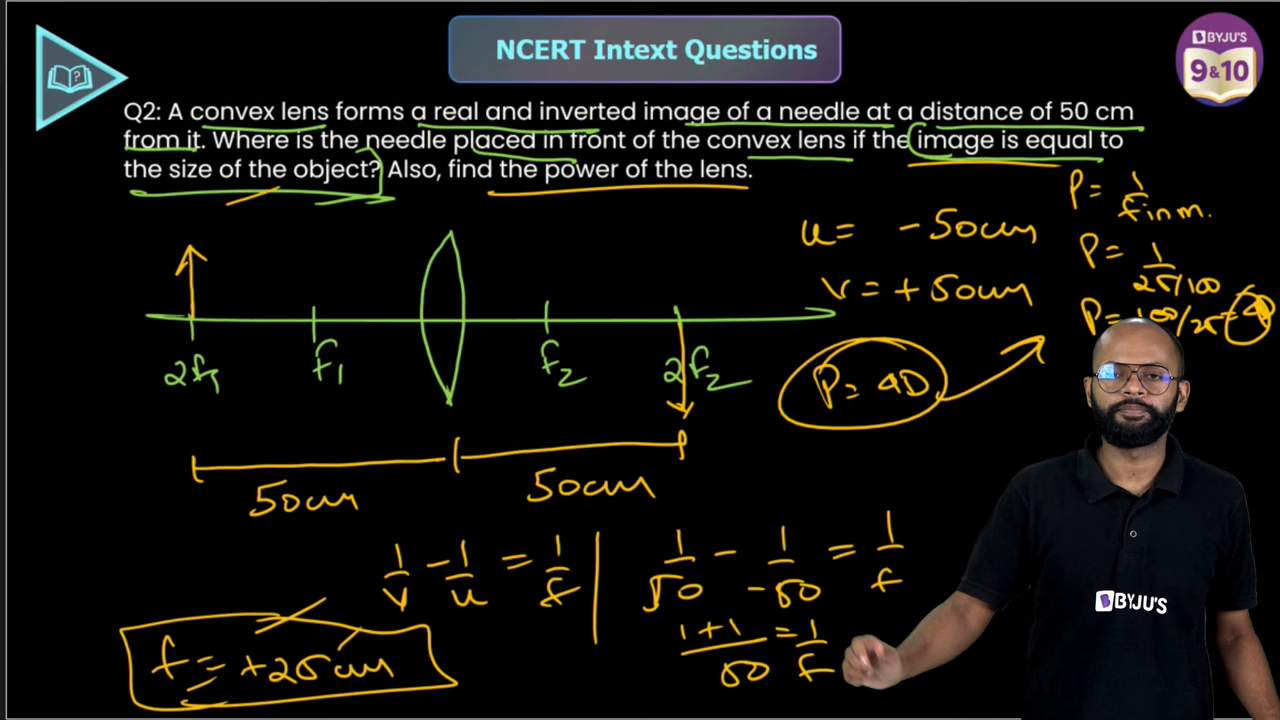 NCERT Intext Questions
BYJU'S
9&10
Q2: A convex lens forms a real and inverted image of a needle at a distance of 50 cm
from it. Where is the needle placed in front of the convex lens if the image is equal to
the size of the object? Also, find the power of the lens.
P = 1/f in m.
u = - 50cm
P = 1/25/100
v = + 50cm
P = 100/25 =
2f1 f1 f2 2f2
P = 4D
50cm 50cm
1/v - 1/u = 1/f
1/50 - 1/-50 = 1/f
1+1/50 = 1/f
f = +25cm
BYJU'S